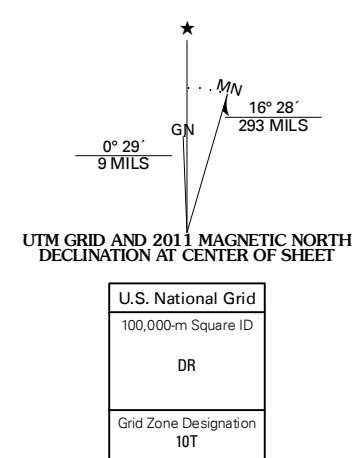 ★
MN
16° 28´
293 MILS
GN
0° 29´
9 MILS
UTM GRID AND 2011 MAGNETIC NORTH
DECLINATION AT CENTER OF SHEET
U.S. National Grid
100,000-m Square ID
DR
Grid Zone Designation
10T